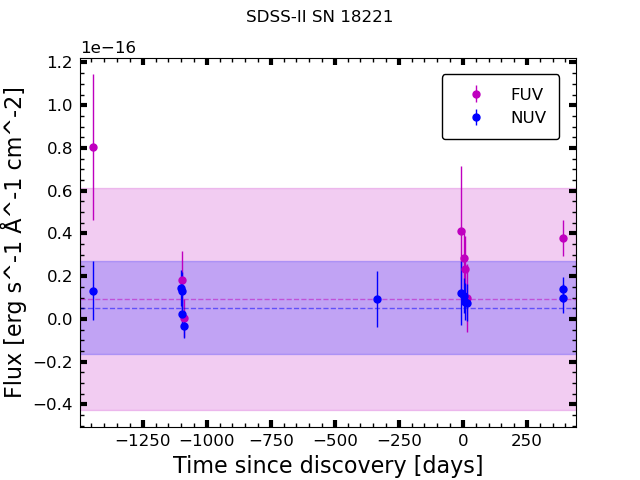 SDSS-II SN 18221
1e−16
1.2
1.0
0.8
0.6
0.4
0.2
0.0
−0.2
−0.4
Flux [erg s^-1 Å^-1 cm^-2]
FUV
NUV
−1250 −1000 −750 −500 −250 0 250
Time since discovery [days]